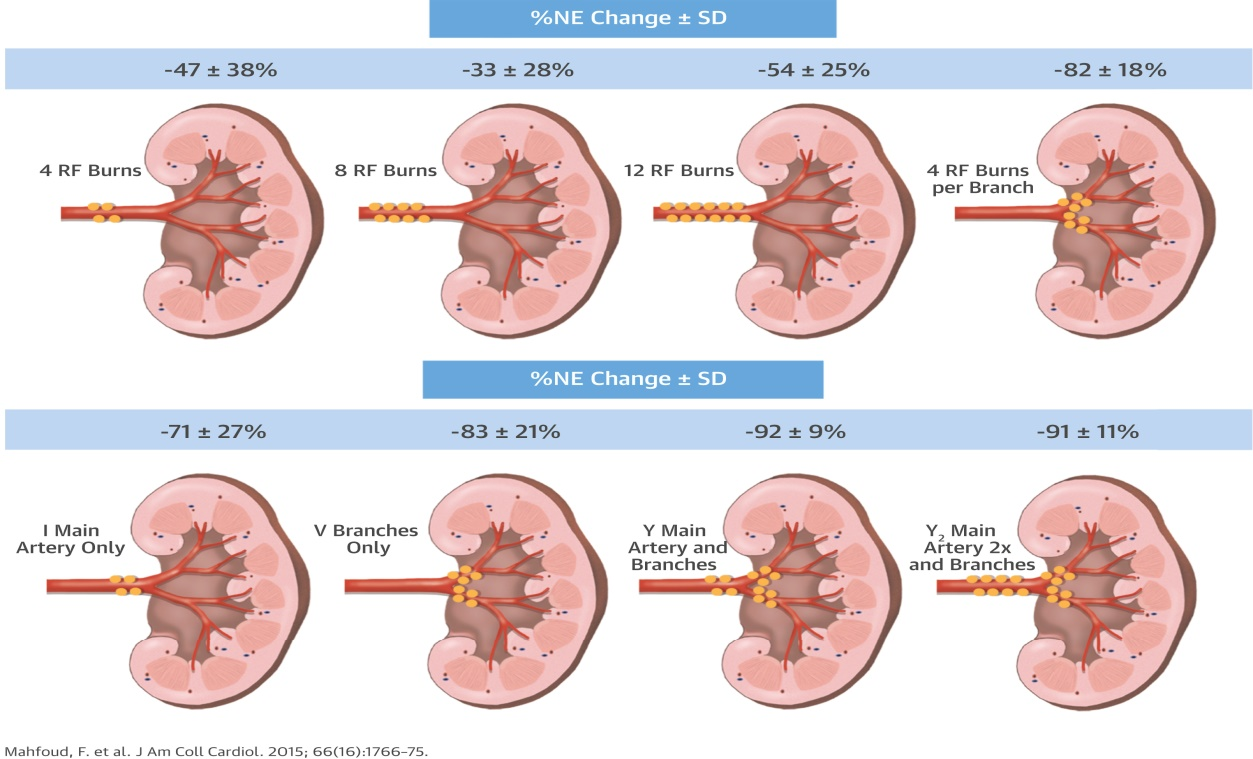 %NE Change ± SD
-47 ± 38%
-33 ± 28%
-54 ± 25%
-82 ± 18%
4 RF Burns
8 RF Burns
12 RF Burns
4 RF Burns
per Branch
%NE Change ± SD
-71 ± 27%
-83 ± 21%
-92 ± 9%
-91 ± 11%
I Main
Artery Only
V Branches
Only
Y Main
Artery and
Branches
Y₂ Main
Artery 2x
and Branches
Mahfoud, F. et al. J Am Coll Cardiol. 2015; 66(16):1766-75.